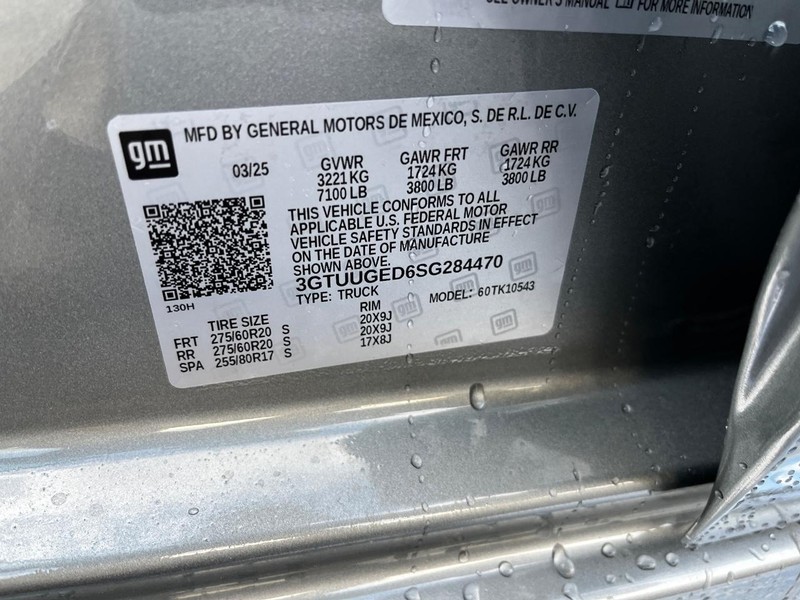 SEE OWNER'S MANUAL FOR MORE INFORMATION
gm
MFD BY GENERAL MOTORS DE MEXICO, S. DE R.L. DE C.V.
03/25
GVWR
3221 KG
7100 LB
GAWR FRT
1724 KG
3800 LB
GAWR RR
1724 KG
3800 LB
THIS VEHICLE CONFORMS TO ALL
APPLICABLE U.S. FEDERAL MOTOR
VEHICLE SAFETY STANDARDS IN EFFECT
ON THE DATE OF MANUFACTURE
SHOWN ABOVE.
3GTUUGED6SG284470
TYPE: TRUCK MODEL: 60TK10543
130H
TIRE SIZE RIM
FRT 275/60R20 S 20X9J
RR 275/60R20 S 20X9J
SPA 255/80R17 S 17X8J